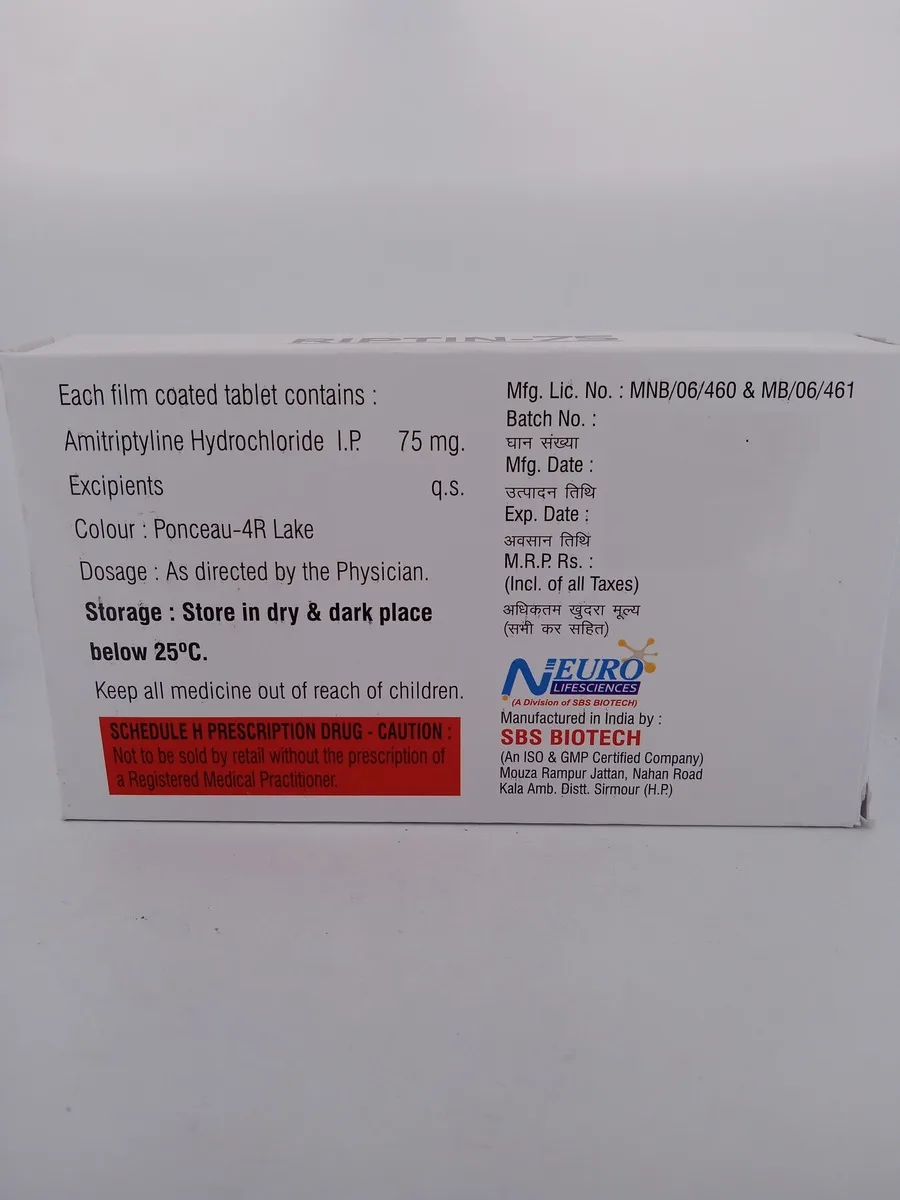 RIPTIN-75
Each film coated tablet contains :
Amitriptyline Hydrochloride I.P. 75 mg.
Excipients q.s.
Colour : Ponceau-4R Lake
Dosage : As directed by the Physician.
Storage : Store in dry & dark place
below 25ºC.
Keep all medicine out of reach of children.
SCHEDULE H PRESCRIPTION DRUG - CAUTION :
Not to be sold by retail without the prescription of
a Registered Medical Practitioner.
Mfg. Lic. No. : MNB/06/460 & MB/06/461
Batch No. :
घान संख्या
Mfg. Date :
उत्पादन तिथि
Exp. Date :
अवसान तिथि
M.R.P. Rs. :
(Incl. of all Taxes)
अधिकतम खुदरा मूल्य
(सभी कर सहित)
NEURO
LIFESCIENCES
(A Division of SBS BIOTECH)
Manufactured in India by :
SBS BIOTECH
(An ISO & GMP Certified Company)
Mouza Rampur Jattan, Nahan Road
Kala Amb. Distt. Sirmour (H.P.)